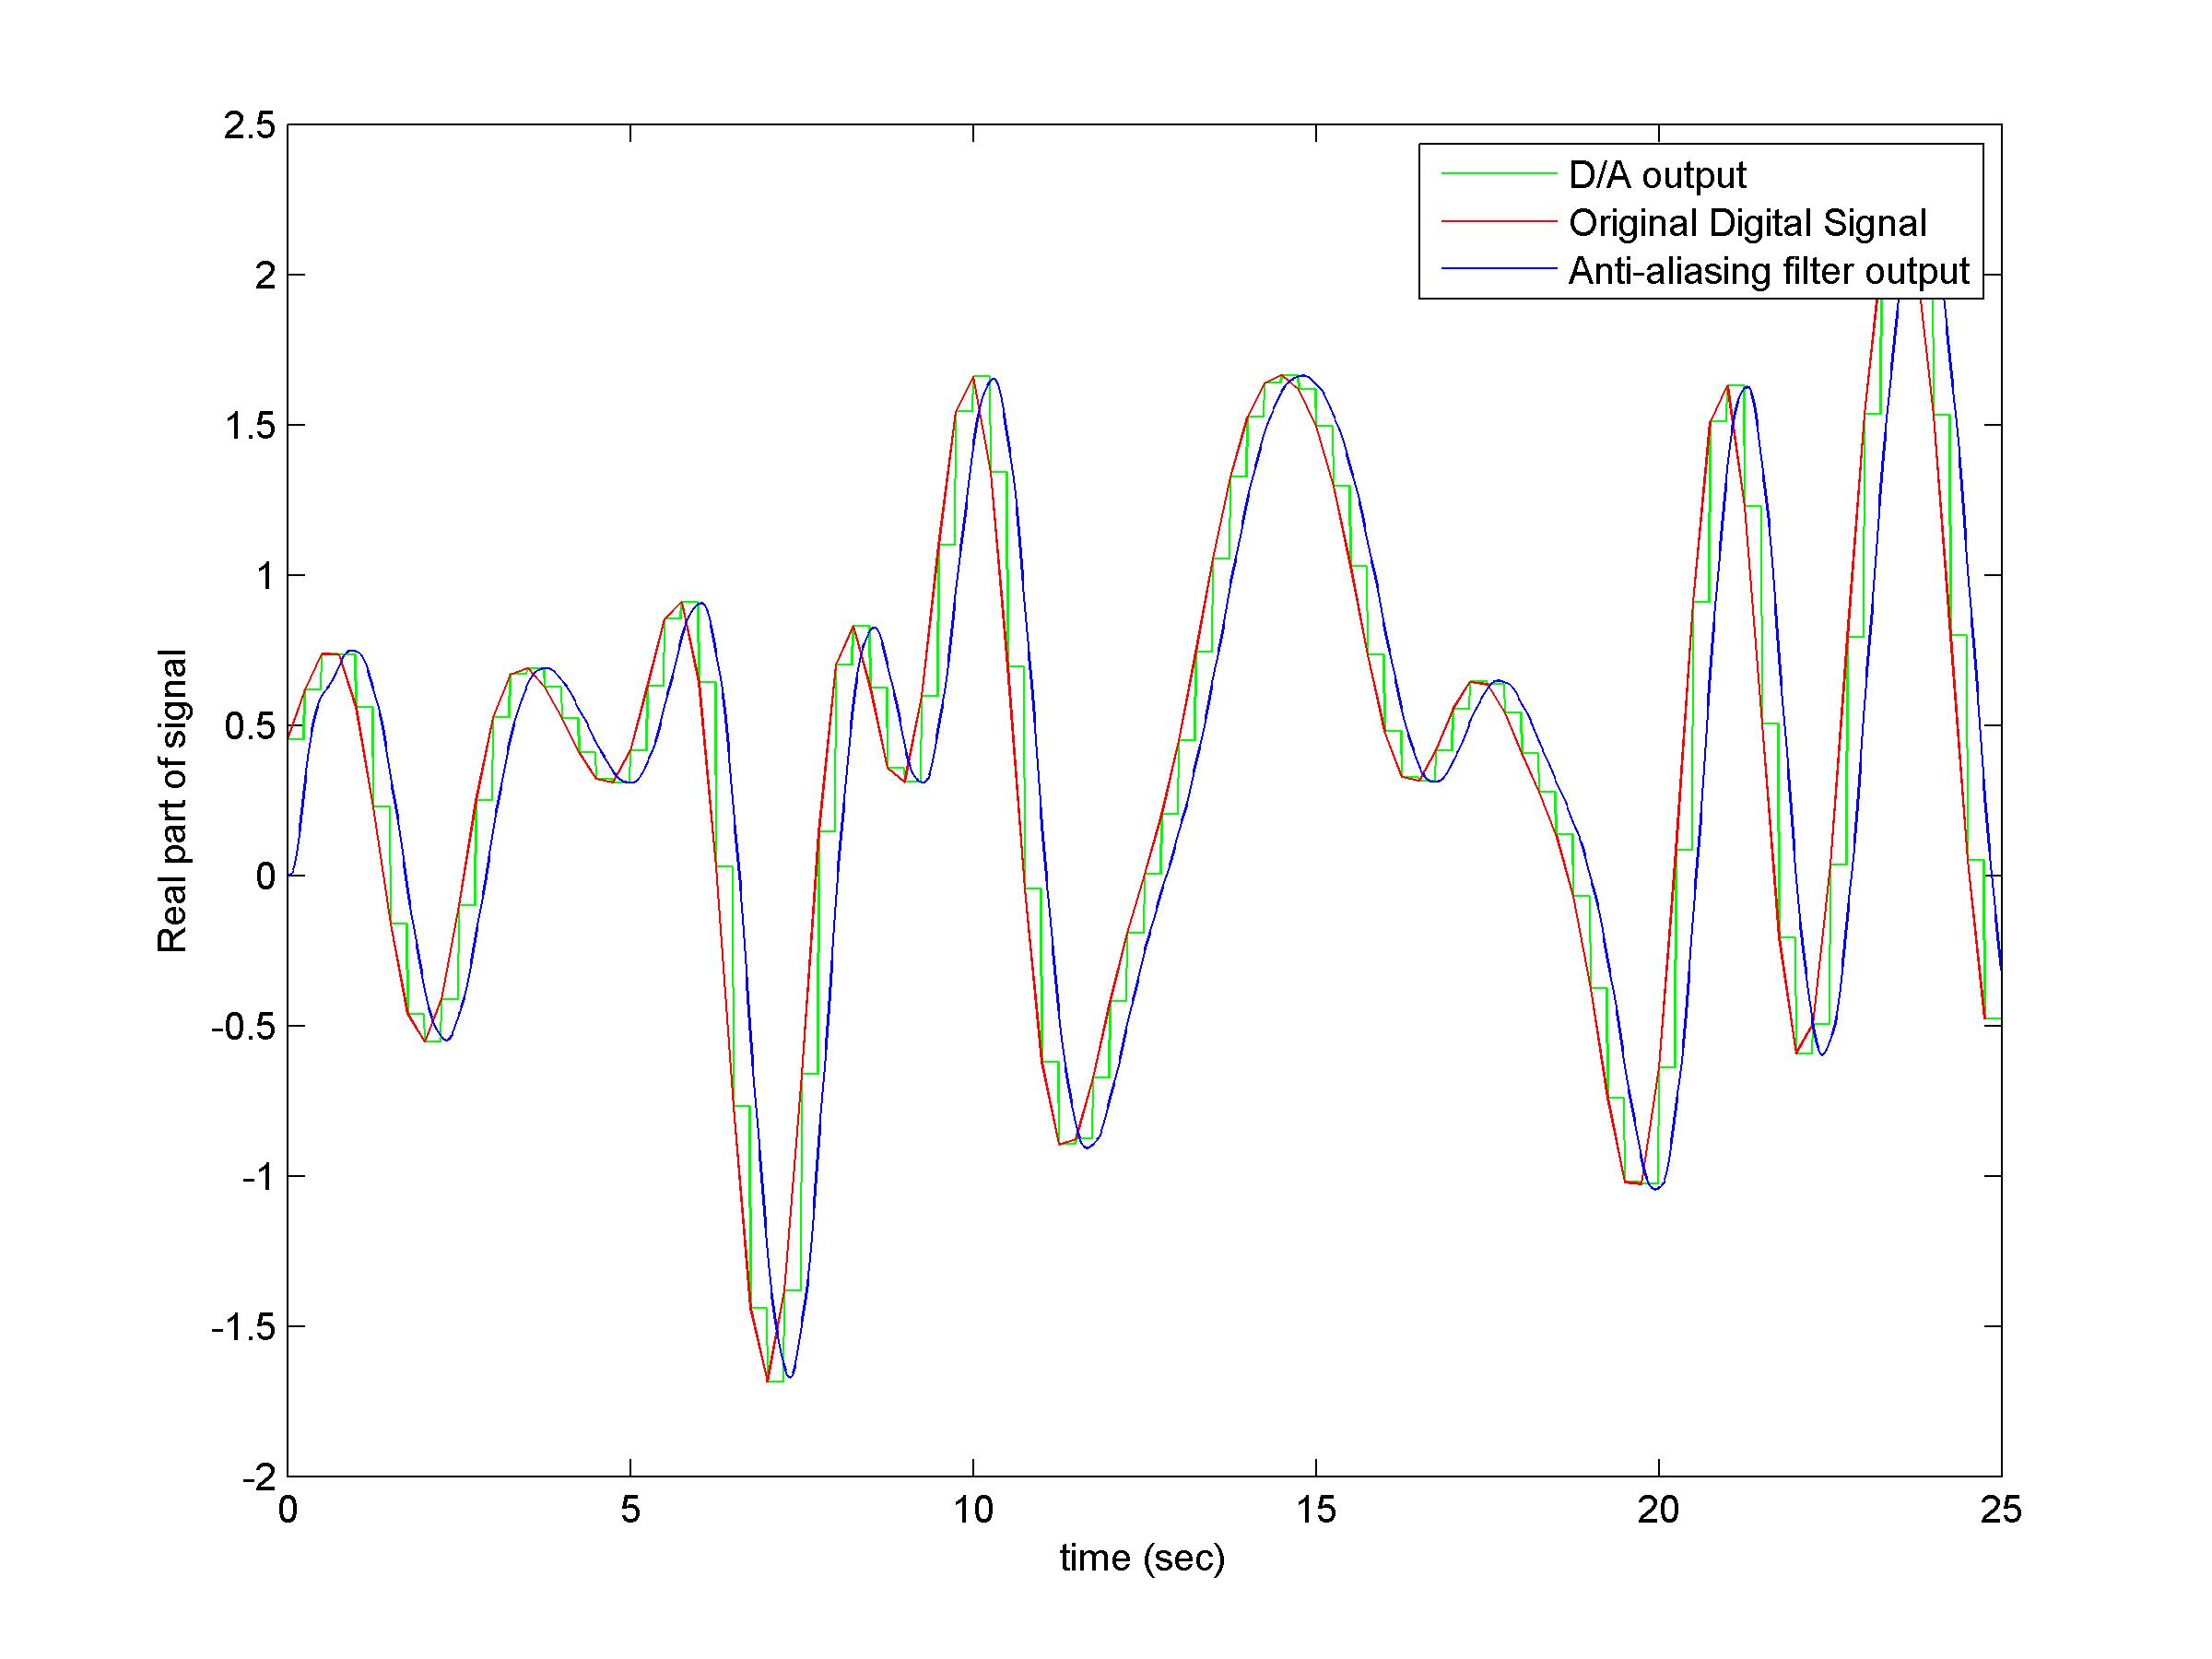 2.5
2
1.5
1
0.5
0
-0.5
-1
-1.5
-2
Real part of signal
D/A output
Original Digital Signal
Anti-aliasing filter output
0 5 10 15 20 25
time (sec)